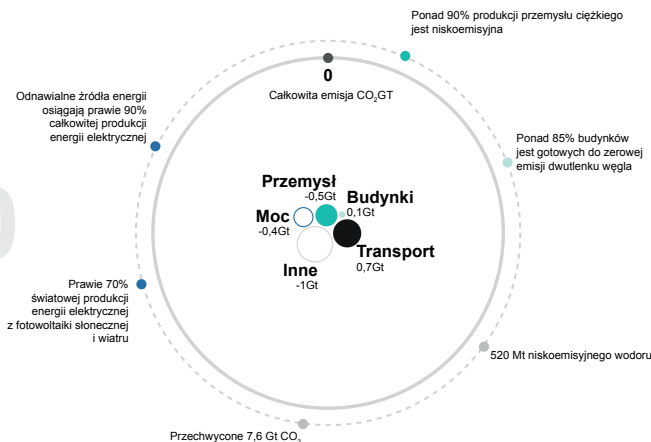 Ponad 90% produkcji przemysłu ciężkiego
jest niskoemisyjna
0
Całkowita emisja CO₂GT
Odnawialne źródła energii
osiągają prawie 90%
całkowitej produkcji
energii elektrycznej
Ponad 85% budynków
jest gotowych do zerowej
emisji dwutlenku węgla
Przemysł
-0,5Gt
Budynki
0,1Gt
Moc
-0,4Gt
Transport
0,7Gt
Inne
-1Gt
Prawie 70%
światowej produkcji
energii elektrycznej
z fotowoltaiki słonecznej
i wiatru
520 Mt niskoemisyjnego wodoru
Przechwycone 7,6 Gt CO₂